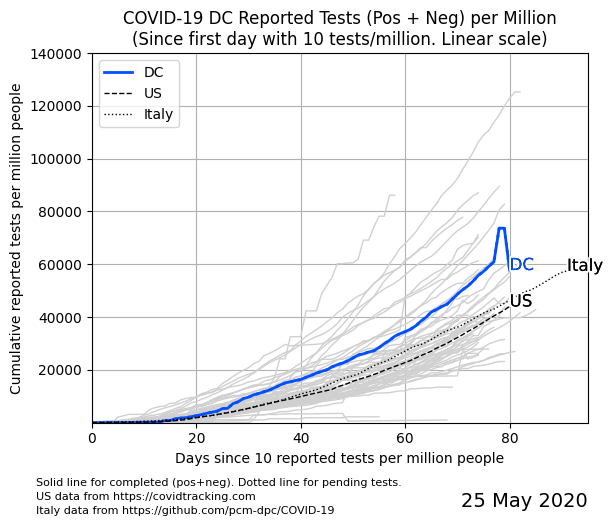 COVID-19 DC Reported Tests (Pos + Neg) per Million
(Since first day with 10 tests/million. Linear scale)
Cumulative reported tests per million people
140000
120000
100000
80000
60000
40000
20000
DC
US
Italy
DC
Italy
US
0
20
40
60
80
Days since 10 reported tests per million people
Solid line for completed (pos+neg). Dotted line for pending tests.
US data from https://covidtracking.com
Italy data from https://github.com/pcm-dpc/COVID-19
25 May 2020